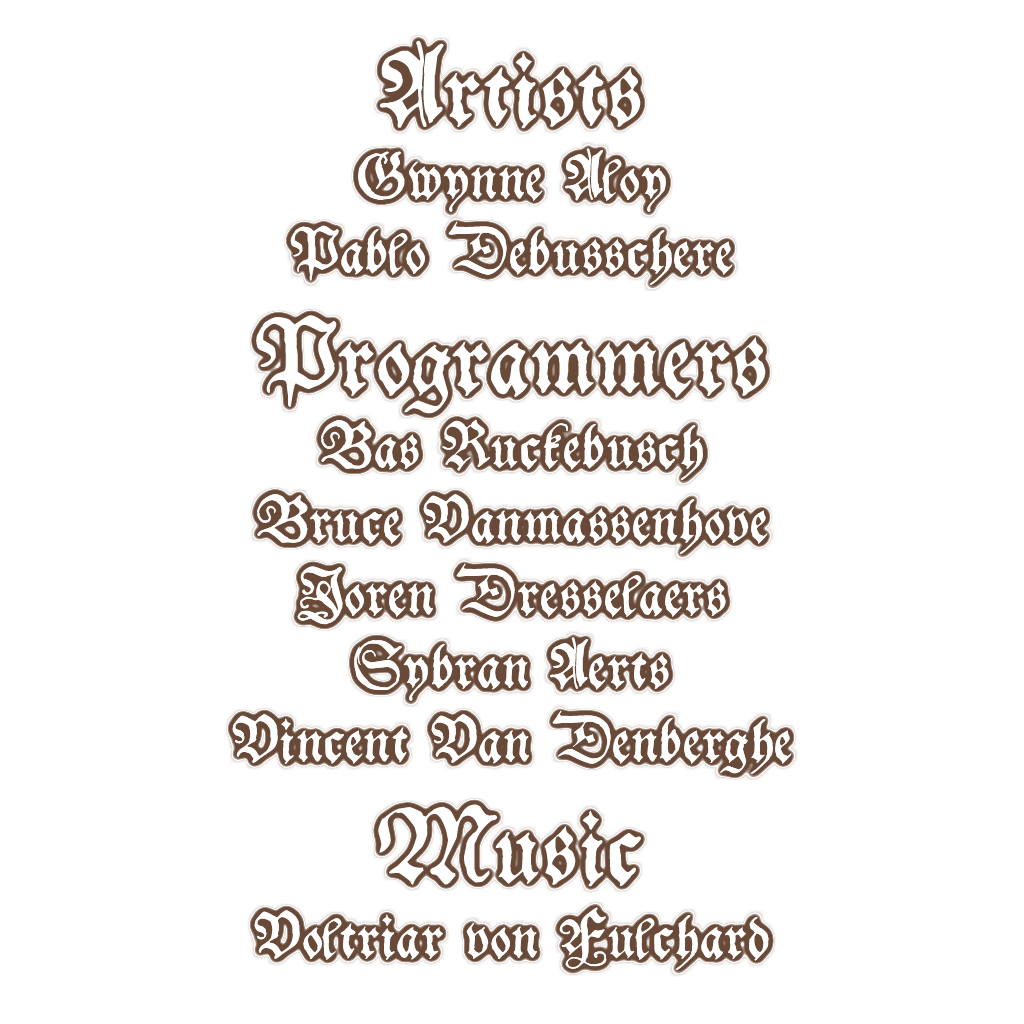 Artists
Gwynne Aloy
Pablo Debusschere
Programmers
Bas Ruckebusch
Bruce Vanmassenhove
Joren Dresselaers
Sybran Aerts
Vincent Van Denberghe
Music
Voltriar von Fulchard